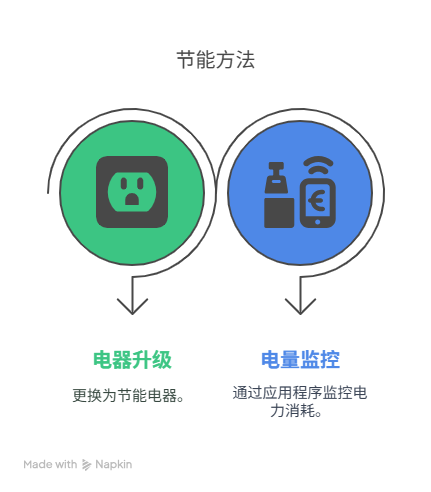 节能方法
电器升级
更换为节能电器。
电量监控
通过应用程序监控电
力消耗。
Made with Napkin